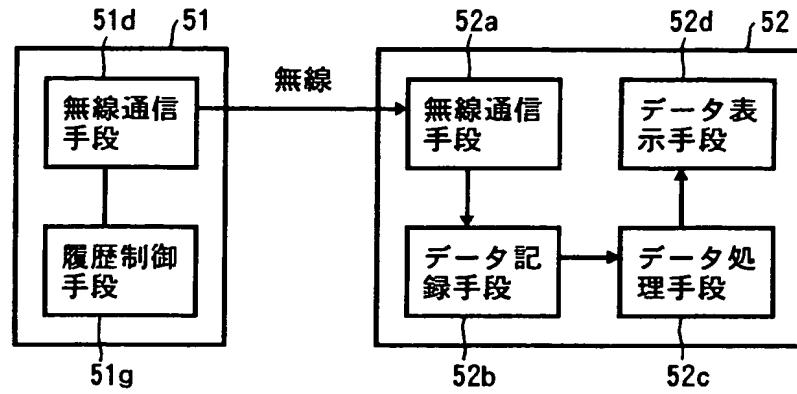 51d
51
52a
52d
52
無線
無線通信
手段
無線通信
手段
データ表
示手段
履歴制御
手段
データ記
録手段
データ処
理手段
51g
52b
52c